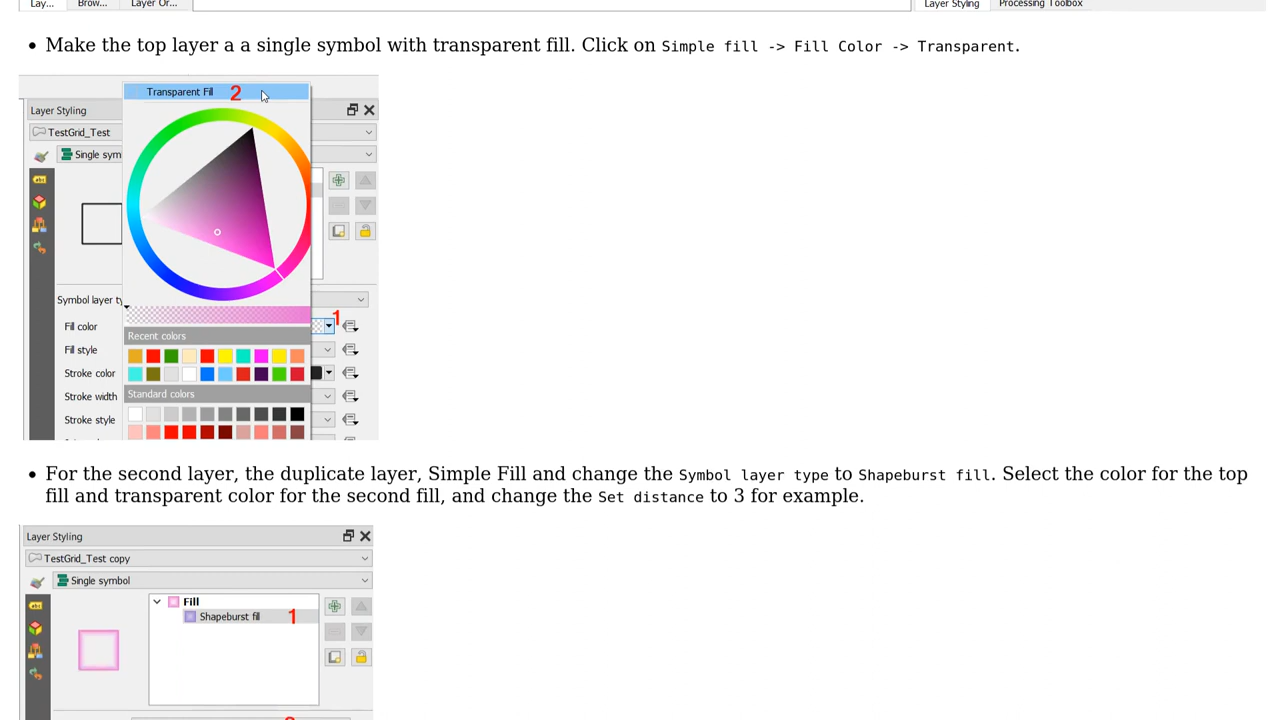 Lay... Brow... Layer Or... Layer Styling Processing Toolbox
• Make the top layer a a single symbol with transparent fill. Click on Simple fill -> Fill Color -> Transparent.
Transparent Fill 2
Layer Styling
TestGrid_Test
Single sym
Symbol layer ty
1
Fill color
Recent colors
Fill style
Stroke color
Standard colors
Stroke width
Stroke style
• For the second layer, the duplicate layer, Simple Fill and change the Symbol layer type to Shapeburst fill. Select the color for the top
fill and transparent color for the second fill, and change the Set distance to 3 for example.
Layer Styling
TestGrid_Test copy
Single symbol
Fill
Shapeburst fill 1